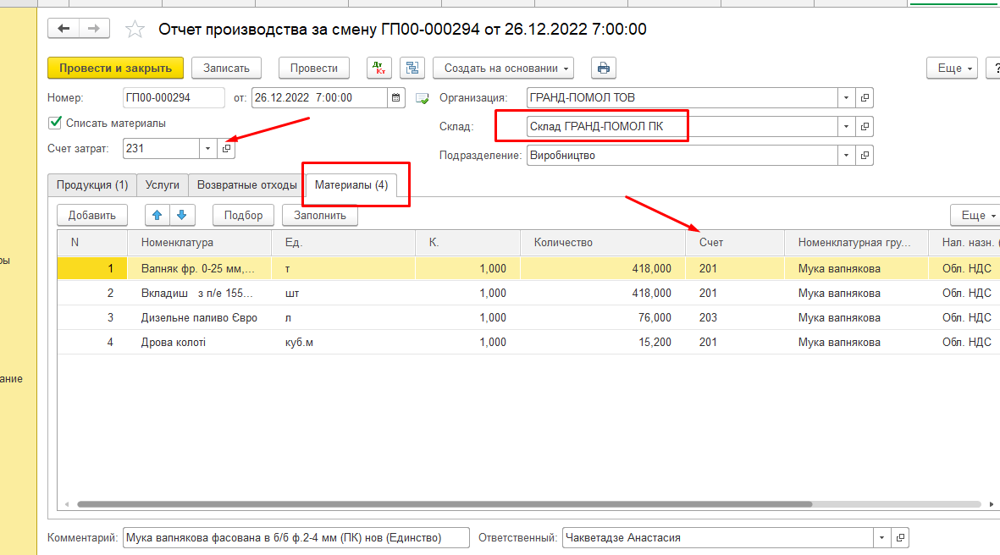 Отчет производства за смену ГП00-000294 от 26.12.2022 7:00:00
Провести и закрыть Записать Провести Дт Кт Создать на основании Еще ?
Номер: ГП00-000294 от: 26.12.2022 7:00:00 Организация: ГРАНД-ПОМОЛ ТОВ
Списать материалы Склад: Склад ГРАНД-ПОМОЛ ПК
Счет затрат: 231 Подразделение: Виробництво
Продукция (1) Услуги Возвратные отходы Материалы (4)
Добавить Подбор Заполнить Еще
N Номенклатура Ед. К. Количество Счет Номенклатурная гру... Нал. назн. (
1 Вапняк фр. 0-25 мм,... т 1,000 418,000 201 Мука вапнякова Обл. НДС
2 Вкладиш з п/е 155... шт 1,000 418,000 201 Мука вапнякова Обл. НДС
3 Дизельне паливо Євро л 1,000 76,000 203 Мука вапнякова Обл. НДС
4 Дрова колоті куб.м 1,000 15,200 201 Мука вапнякова Обл. НДС
ры
ание
Комментарий: Мука вапнякова фасована в б/б ф.2-4 мм (ПК) нов (Единство) Ответственный: Чакветадзе Анастасия